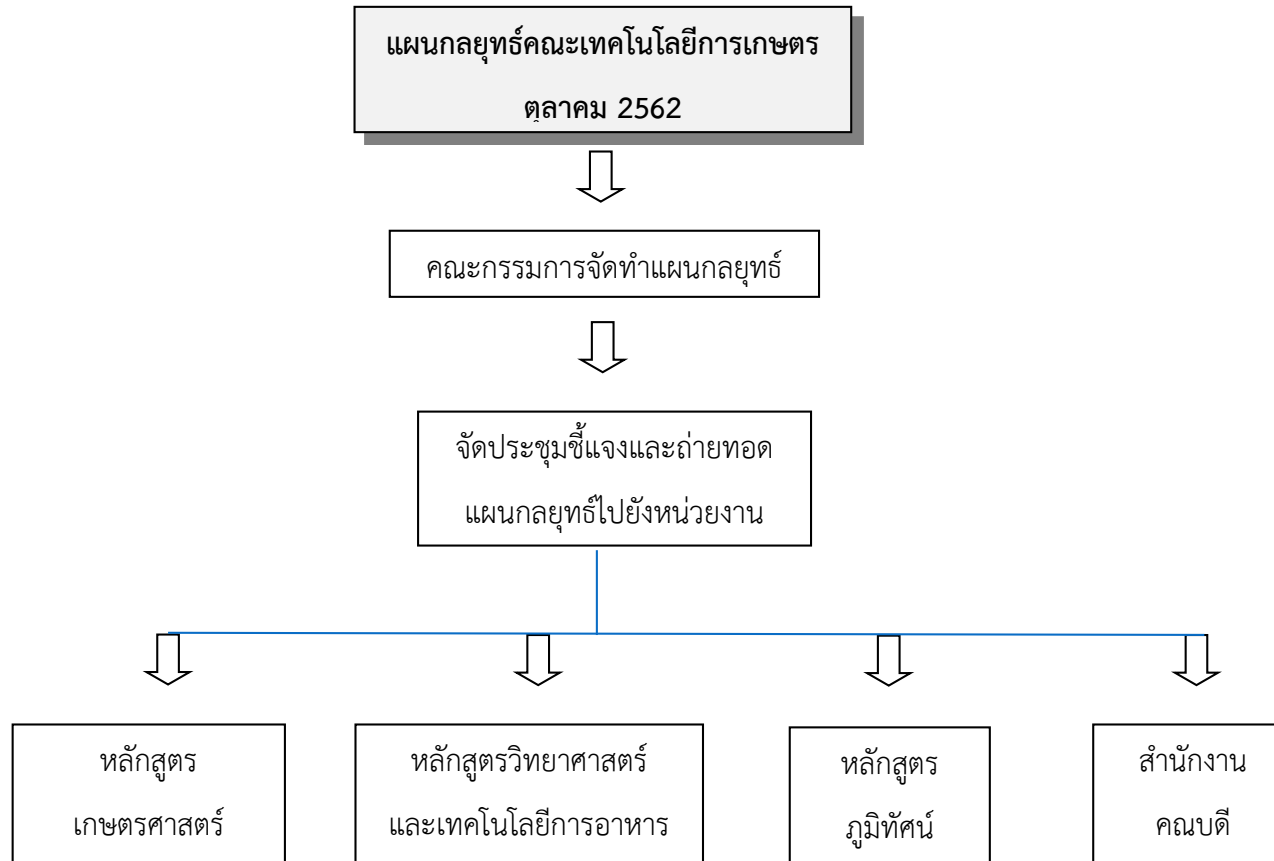 แผนกลยุทธ์คณะเทคโนโลยีการเกษตร
ตุลาคม 2562
คณะกรรมการจัดทำแผนกลยุทธ์
จัดประชุมชี้แจงและถ่ายทอด
แผนกลยุทธ์ไปยังหน่วยงาน
หลักสูตร
เกษตรศาสตร์
หลักสูตรวิทยาศาสตร์
และเทคโนโลยีการอาหาร
หลักสูตร
ภูมิทัศน์
สำนักงาน
คณบดี